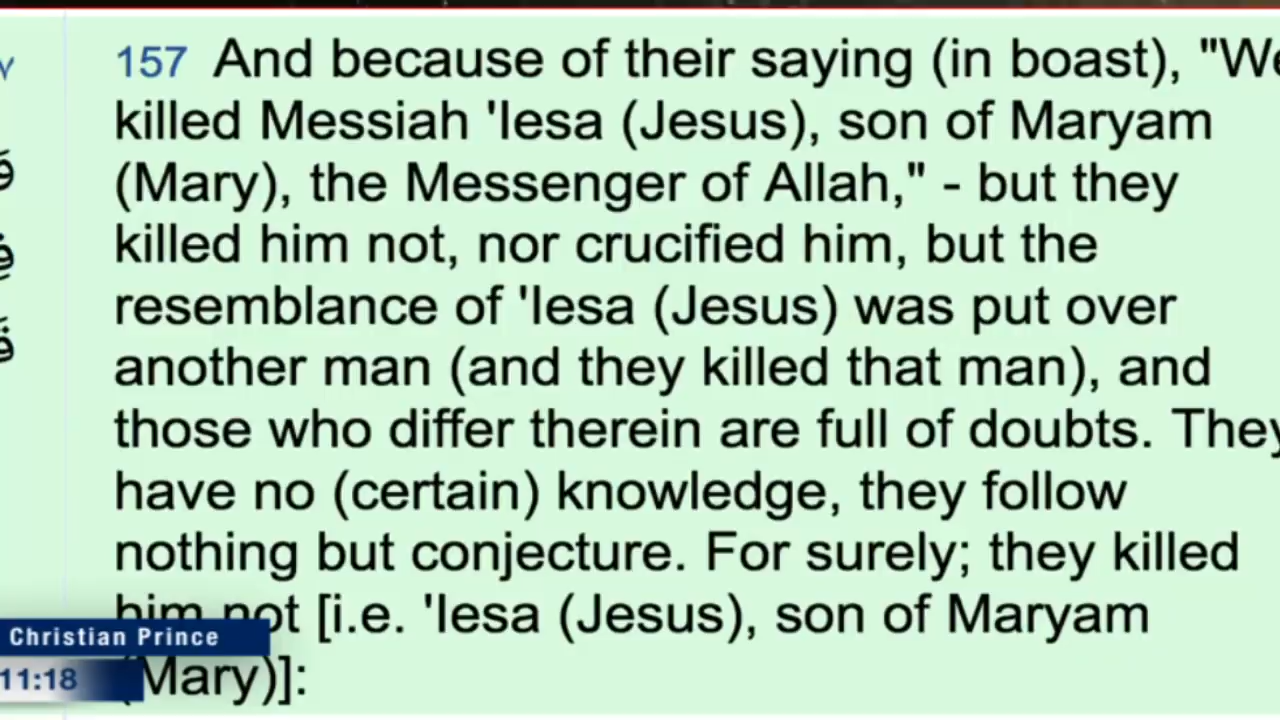 157 And because of their saying (in boast), "We
killed Messiah 'Iesa (Jesus), son of Maryam
(Mary), the Messenger of Allah," - but they
killed him not, nor crucified him, but the
resemblance of 'Iesa (Jesus) was put over
another man (and they killed that man), and
those who differ therein are full of doubts. They
have no (certain) knowledge, they follow
nothing but conjecture. For surely; they killed
him not [i.e. 'Iesa (Jesus), son of Maryam
Christian Prince
(Mary)]:
11:18